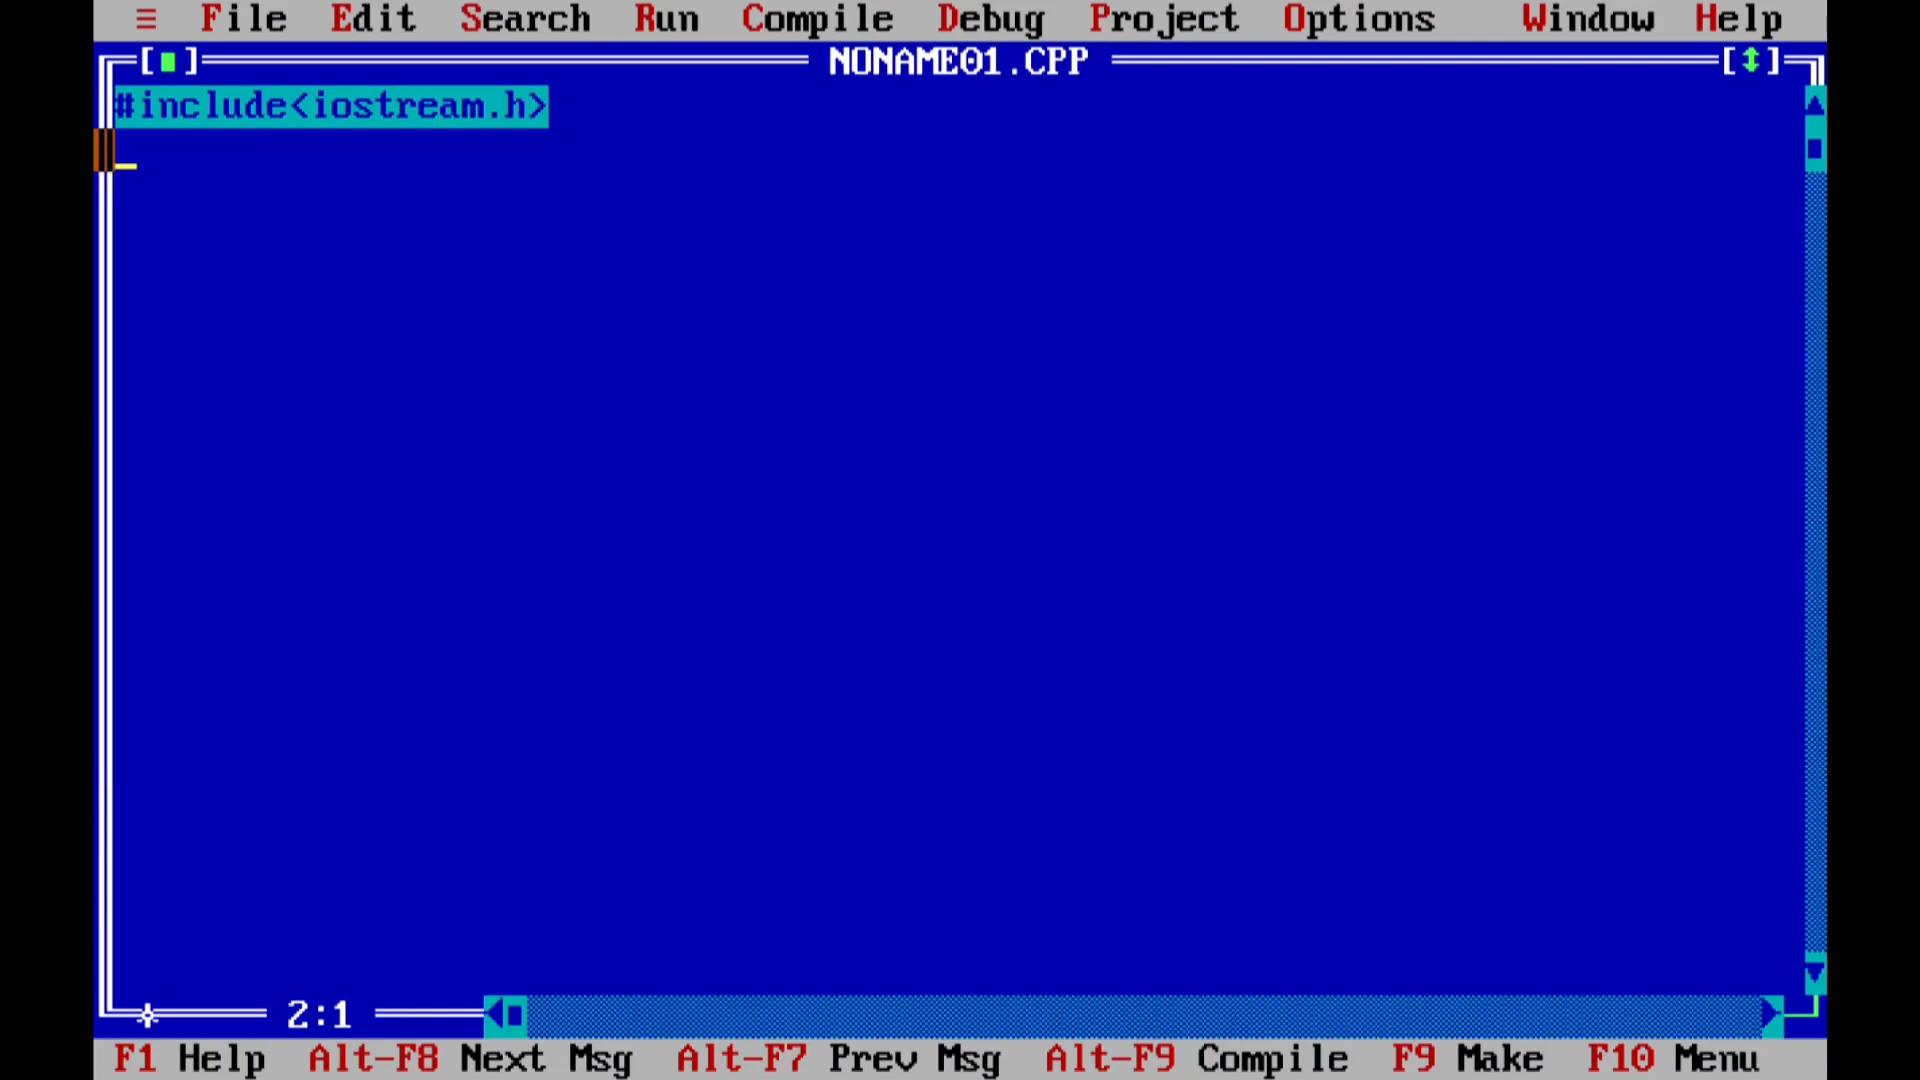 ≡ File Edit Search Run Compile Debug Project Options Window Help
[■] NONAME01.CPP [↕]
#include<iostream.h>
2:1
F1 Help Alt-F8 Next Msg Alt-F7 Prev Msg Alt-F9 Compile F9 Make F10 Menu